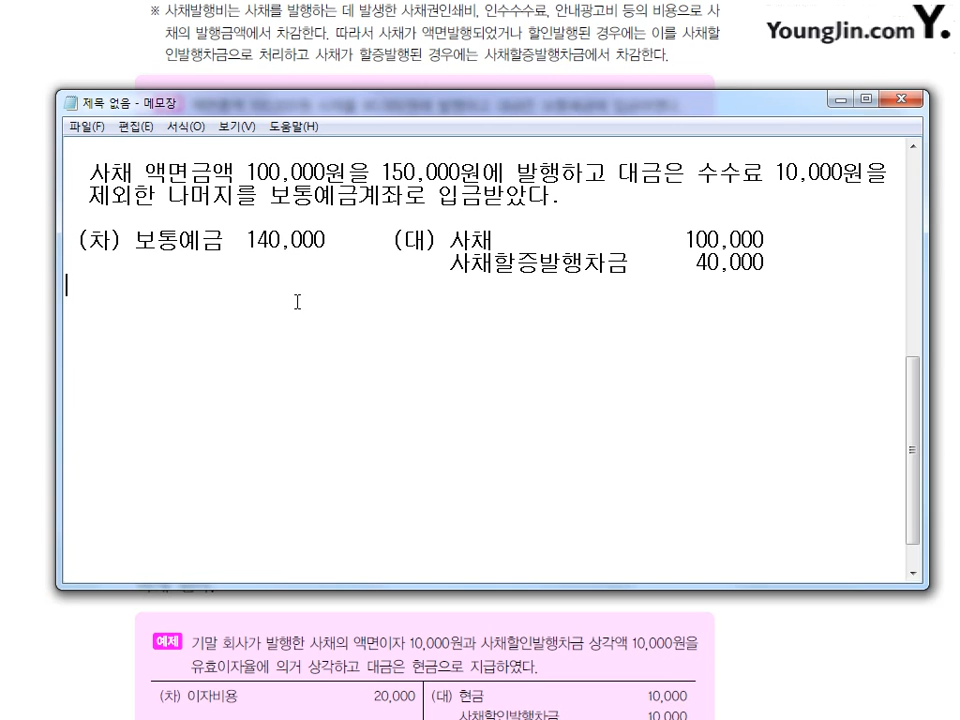 ※ 사채발행비는 사채를 발행하는 데 발생한 사채권인쇄비, 인수수수료, 안내광고비 등의 비용으로 사
채의 발행금액에서 차감한다. 따라서 사채가 액면발행되었거나 할인발행된 경우에는 이를 사채할
인발행차금으로 처리하고 사채가 할증발행된 경우에는 사채할증발행차금에서 차감한다.
YoungJin.com Y.
제목 없음 - 메모장
파일(F) 편집(E) 서식(O) 보기(V) 도움말(H)
사채 액면금액 100,000원을 150,000원에 발행하고 대금은 수수료 10,000원을
제외한 나머지를 보통예금계좌로 입금받았다.
(차) 보통예금 140,000 (대) 사채 100,000
사채할증발행차금 40,000
예제 기말 회사가 발행한 사채의 액면이자 10,000원과 사채할인발행차금 상각액 10,000원을
유효이자율에 의거 상각하고 대금은 현금으로 지급하였다.
(차) 이자비용 20,000 (대) 현금 10,000
사채할인발행차금 10,000